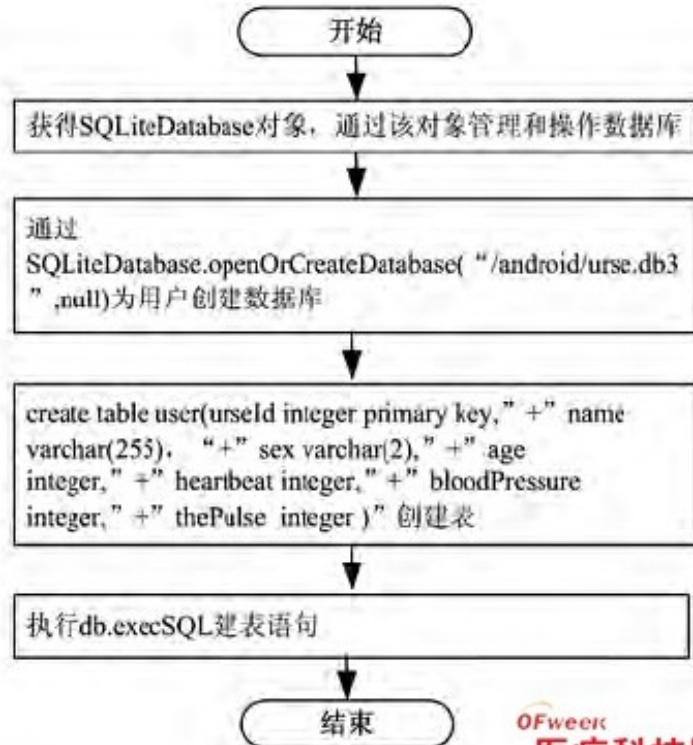 开始
获得SQLiteDatabase对象，通过该对象管理和操作数据库
通过
SQLiteDatabase.openOrCreateDatabase( “/android/urse.db3
”,null)为用户创建数据库
create table user(urseId integer primary key,” +” name
varchar(255), “+” sex varchar(2),” +” age
integer,” +” heartbeat integer,” +” bloodPressure
integer,” +” thePulse integer )” 创建表
执行db.execSQL建表语句
结束
OFweek